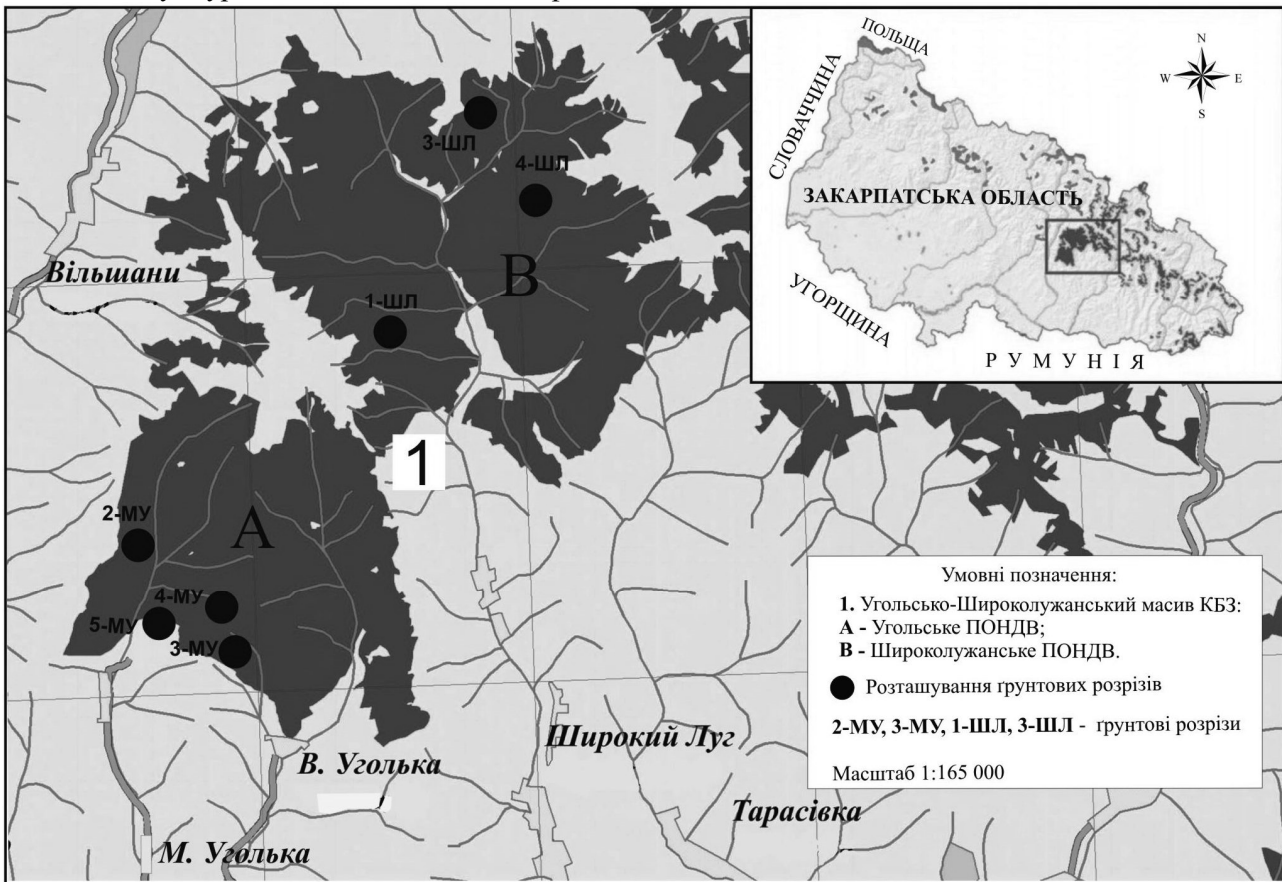 ПОЛЬЩА
N
W E
S
СЛОВАЧЧИНА
ЗАКАРПАТСЬКА ОБЛАСТЬ
УГОРЩИНА
РУМУНІЯ
3-ШЛ
4-ШЛ
Вільшани
В
1-ШЛ
1
2-МУ
А
4-МУ
5-МУ
3-МУ
Умовні позначення:
1. Угольсько-Широколужанський масив КБЗ:
А - Угольське ПОНДВ;
В - Широколужанське ПОНДВ.
Розташування ґрунтових розрізів
2-МУ, 3-МУ, 1-ШЛ, 3-ШЛ - ґрунтові розрізи
Масштаб 1:165 000
Широкий Луг
В. Уголька
Тарасівка
М. Уголька